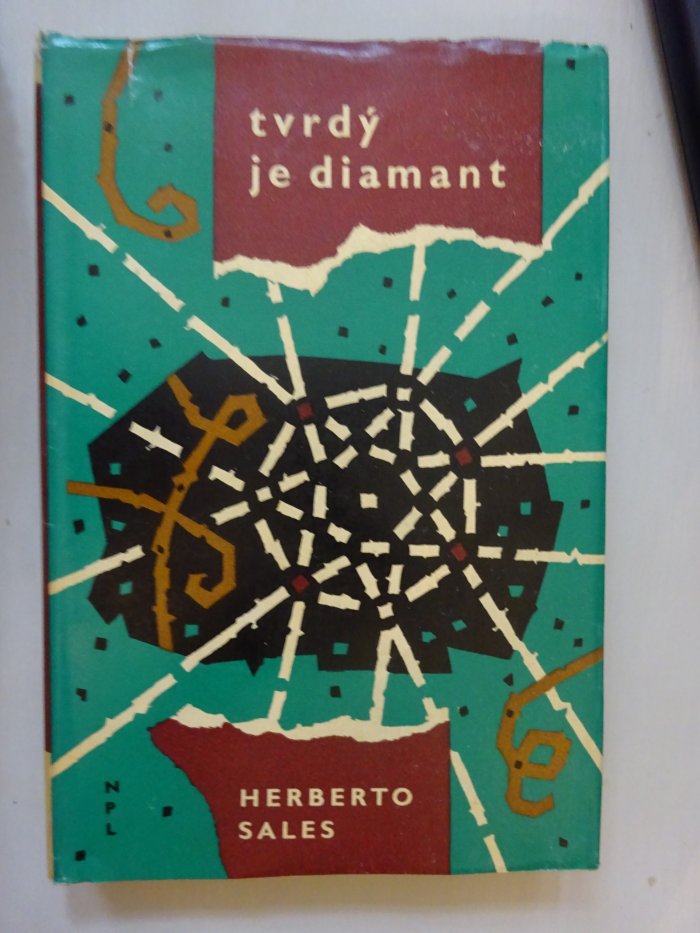 tvrdý
je diamant
HERBERTO
SALES
N
P
L